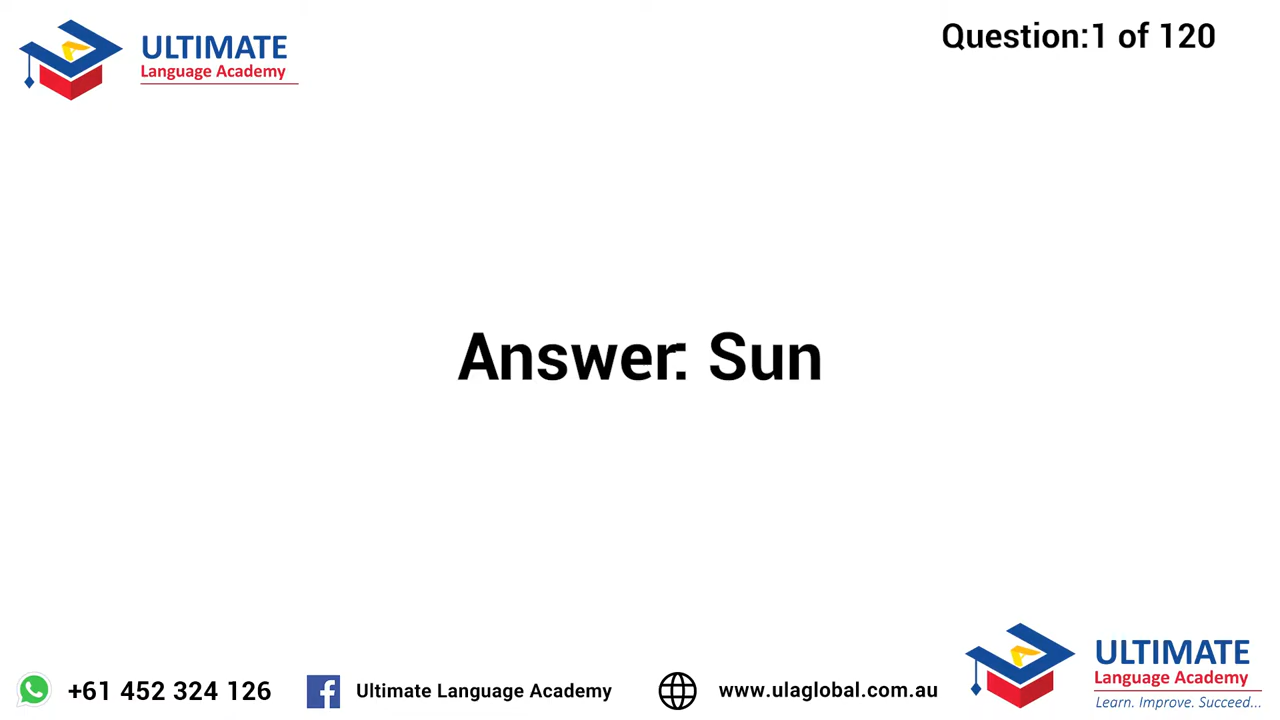 ULTIMATE
Language Academy
Question:1 of 120
Answer: Sun
+61 452 324 126
Ultimate Language Academy
www.ulaglobal.com.au
ULTIMATE
Language Academy
Learn. Improve. Succeed...